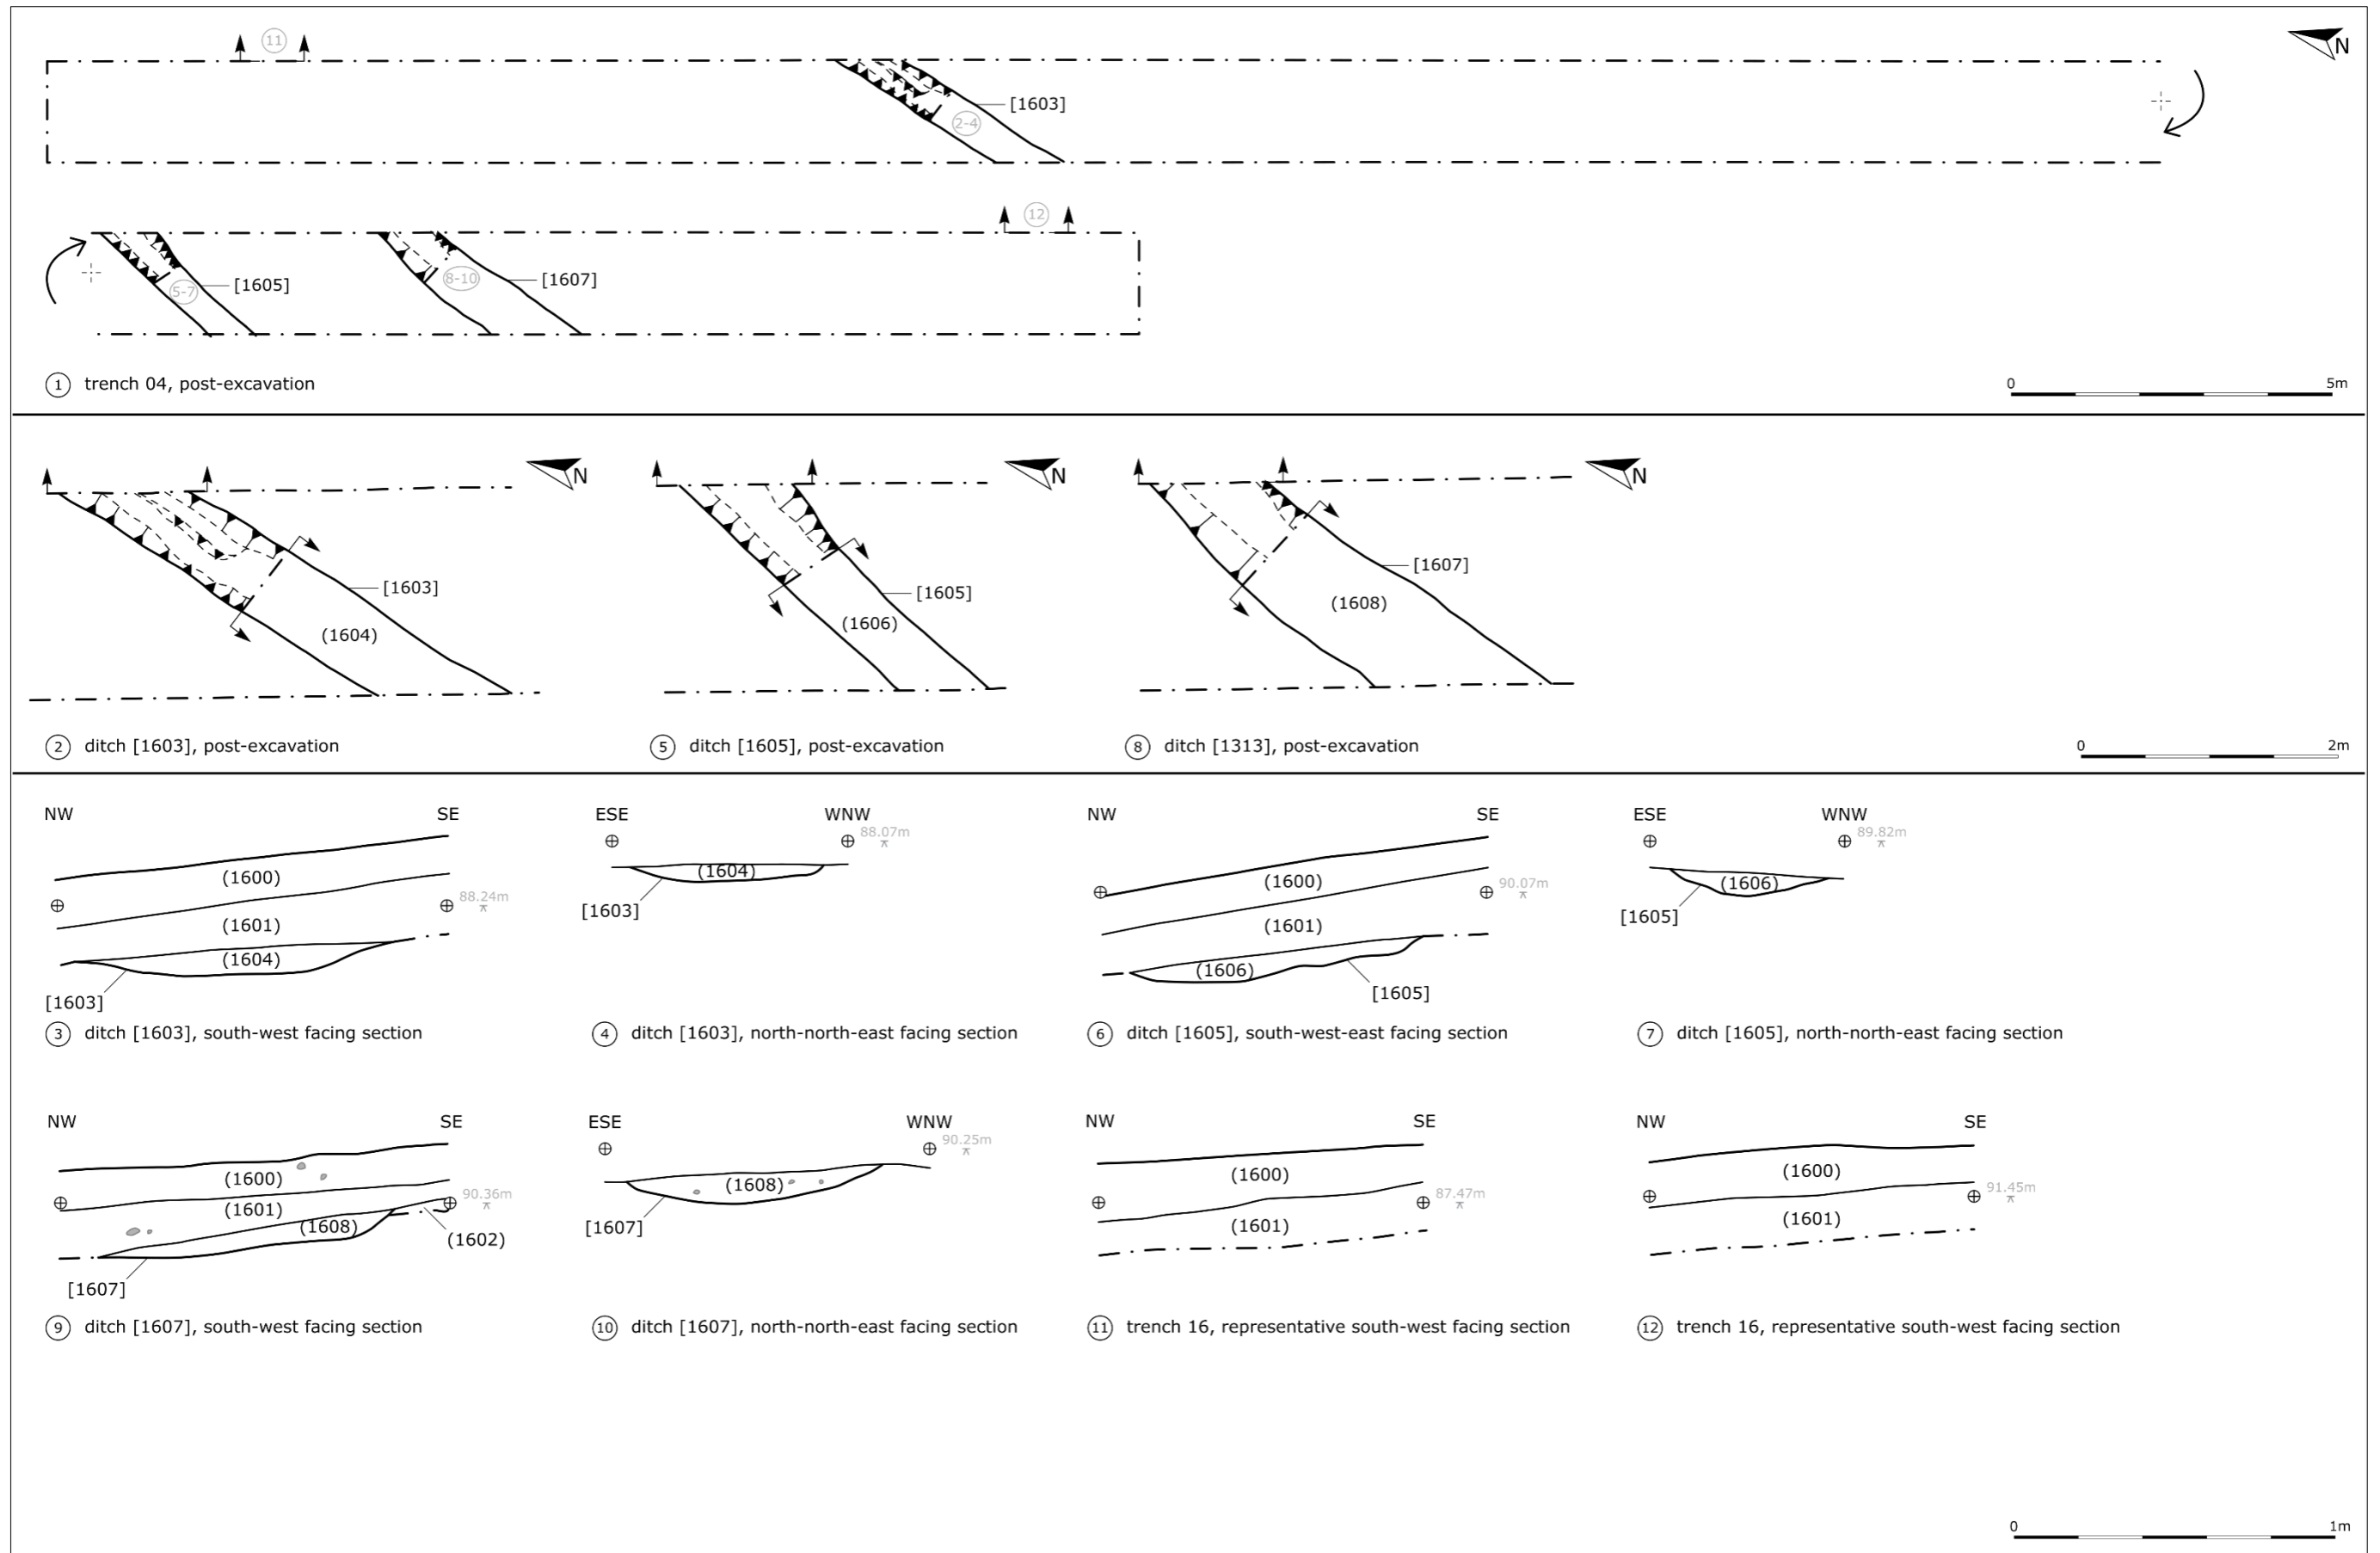 11
N
[1603]
2-4
12
5-7
[1605]
8-10
[1607]
1 trench 04, post-excavation
0 5m
N
N
N
[1603]
(1604)
[1605]
(1606)
[1607]
(1608)
2 ditch [1603], post-excavation
5 ditch [1605], post-excavation
8 ditch [1313], post-excavation
0 2m
NW SE
(1600)
88.24m
(1601)
(1604)
[1603]
3 ditch [1603], south-west facing section
ESE WNW
88.07m
(1604)
[1603]
4 ditch [1603], north-north-east facing section
NW SE
(1600)
90.07m
(1601)
(1606)
[1605]
6 ditch [1605], south-west-east facing section
ESE WNW
89.82m
(1606)
[1605]
7 ditch [1605], north-north-east facing section
NW SE
(1600)
90.36m
(1601)
(1608)
(1602)
[1607]
9 ditch [1607], south-west facing section
ESE WNW
90.25m
(1608)
[1607]
10 ditch [1607], north-north-east facing section
NW SE
(1600)
87.47m
(1601)
11 trench 16, representative south-west facing section
NW SE
(1600)
91.45m
(1601)
12 trench 16, representative south-west facing section
0 1m